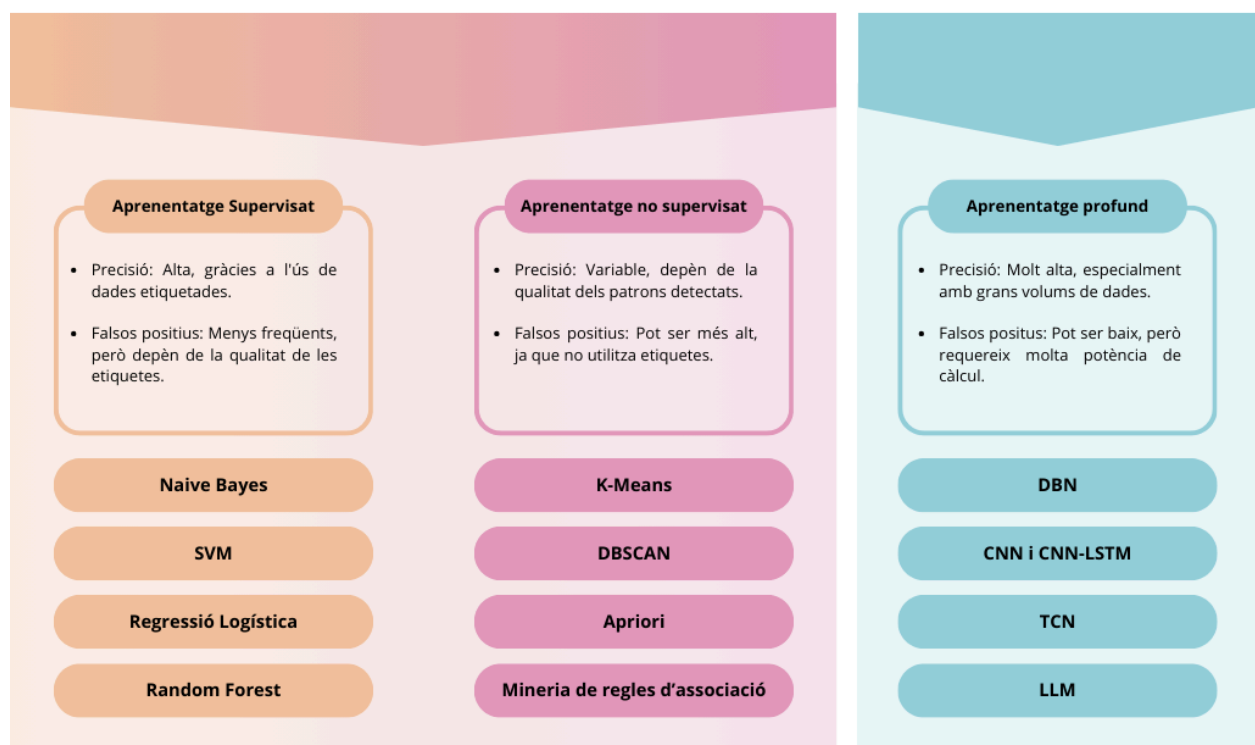 Aprenentatge Supervisat
• Precisió: Alta, gràcies a l'ús de
dades etiquetades.
• Falsos positius: Menys freqüents,
però depèn de la qualitat de les
etiquetes.
Naive Bayes
SVM
Regressió Logística
Random Forest
Aprenentatge no supervisat
• Precisió: Variable, depèn de la
qualitat dels patrons detectats.
• Falsos positius: Pot ser més alt,
ja que no utilitza etiquetes.
K-Means
DBSCAN
Apriori
Mineria de regles d’associació
Aprenentatge profund
• Precisió: Molt alta, especialment
amb grans volums de dades.
• Falsos positus: Pot ser baix, però
requereix molta potència de
càlcul.
DBN
CNN i CNN-LSTM
TCN
LLM